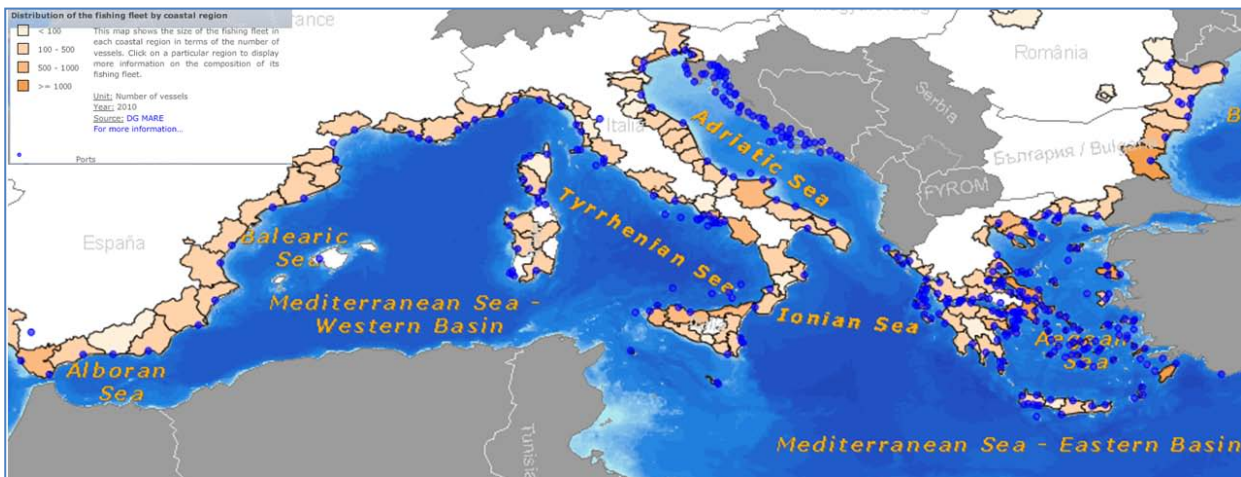 Distribution of the fishing fleet by coastal region
< 100
100 - 500
500 - 1000
>= 1000
This map shows the size of the fishing fleet in
each coastal region in terms of the number of
vessels. Click on a particular region to display
more information on the composition of its
fishing fleet.
Unit: Number of vessels
Year: 2010
Source: DG MARE
For more information...
Ports
România
Serbia
Italia
Adriatic Sea
България / Bulga
FYROM
España
Balearic
Sea
Tyrrhenian Sea
Mediterranean Sea -
Western Basin
Ionian Sea
Aegean
Sea
Alboran
Sea
Tunisia
Mediterranean Sea - Eastern Basin